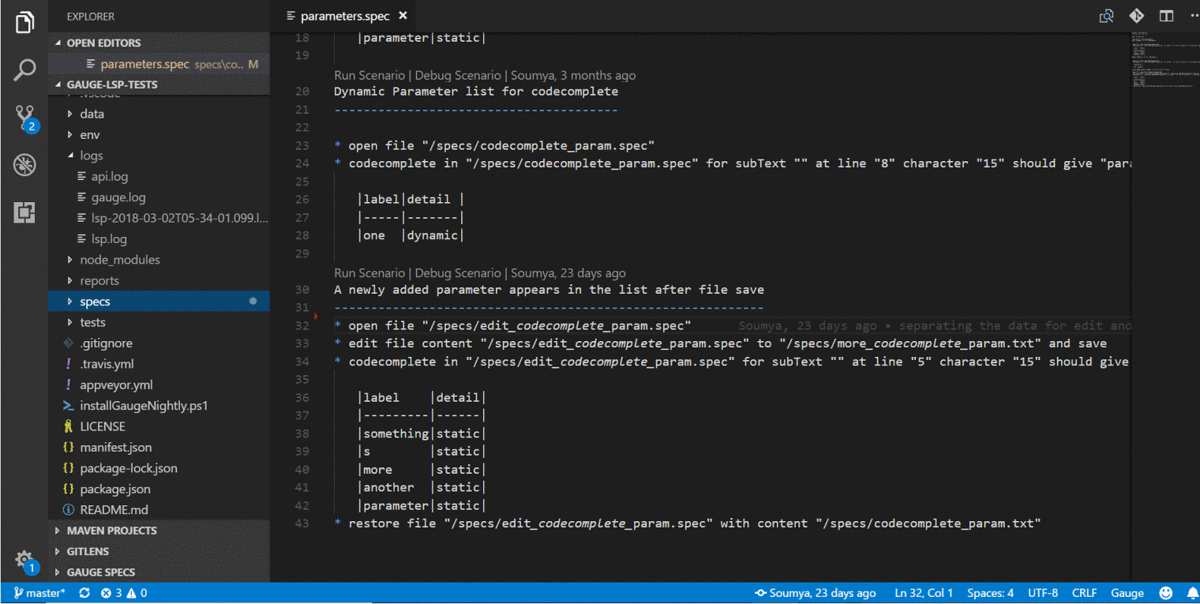 EXPLORER
OPEN EDITORS
parameters.spec specs\co... M
GAUGE-LSP-TESTS
.vscode
data
env
logs
api.log
gauge.log
lsp-2018-03-02T05-34-01.099.l...
lsp.log
node_modules
reports
specs
tests
.gitignore
.travis.yml
appveyor.yml
installGaugeNightly.ps1
LICENSE
manifest.json
package-lock.json
package.json
README.md
MAVEN PROJECTS
GITLENS
GAUGE SPECS
2
1
parameters.spec
18 |parameter|static|
19
Run Scenario | Debug Scenario | Soumya, 3 months ago
20 Dynamic Parameter list for codecomplete
21 ---------------------------------------
22
23 * open file "/specs/codecomplete_param.spec"
24 * codecomplete in "/specs/codecomplete_param.spec" for subText "" at line "8" character "15" should give "para
25
26 |label|detail |
27 |-----|-------|
28 |one  |dynamic|
29
Run Scenario | Debug Scenario | Soumya, 23 days ago
30 A newly added parameter appears in the list after file save
31 -----------------------------------------------------------
32 * open file "/specs/edit_codecomplete_param.spec" Soumya, 23 days ago • separating the data for edit and
33 * edit file content "/specs/edit_codecomplete_param.spec" to "/specs/more_codecomplete_param.txt" and save
34 * codecomplete in "/specs/edit_codecomplete_param.spec" for subText "" at line "5" character "15" should give
35
36 |label    |detail|
37 |---------|------|
38 |something|static|
39 |s        |static|
40 |more     |static|
41 |another  |static|
42 |parameter|static|
43 * restore file "/specs/edit_codecomplete_param.spec" with content "/specs/codecomplete_param.txt"
master* 3 0 Soumya, 23 days ago Ln 32, Col 1 Spaces: 4 UTF-8 CRLF Gauge